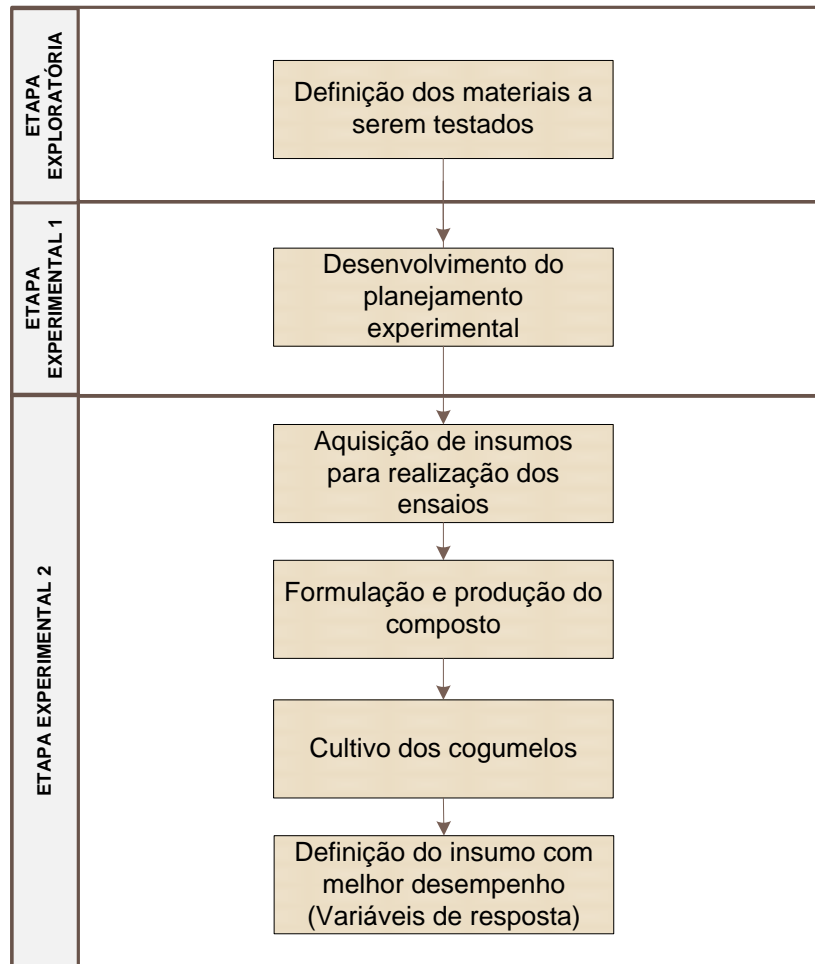 ETAPA
EXPLORATÓRIA
Definição dos materiais a
serem testados
ETAPA
EXPERIMENTAL 1
Desenvolvimento do
planejamento
experimental
ETAPA EXPERIMENTAL 2
Aquisição de insumos
para realização dos
ensaios
Formulação e produção do
composto
Cultivo dos cogumelos
Definição do insumo com
melhor desempenho
(Variáveis de resposta)